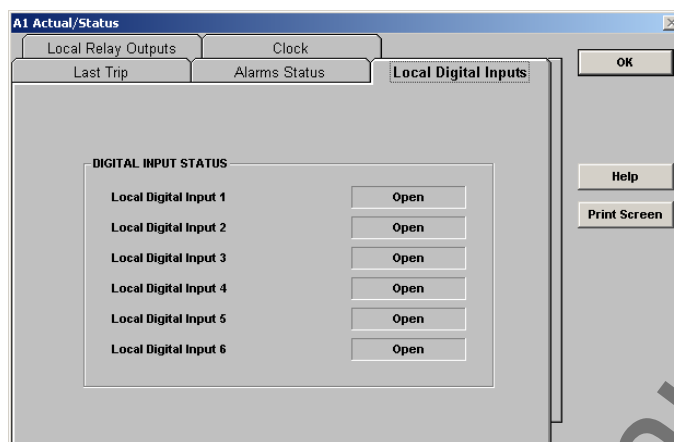 A1 Actual/Status
Local Relay Outputs
Clock
Last Trip
Alarms Status
Local Digital Inputs
DIGITAL INPUT STATUS
Local Digital Input 1 Open
Local Digital Input 2 Open
Local Digital Input 3 Open
Local Digital Input 4 Open
Local Digital Input 5 Open
Local Digital Input 6 Open
OK
Help
Print Screen